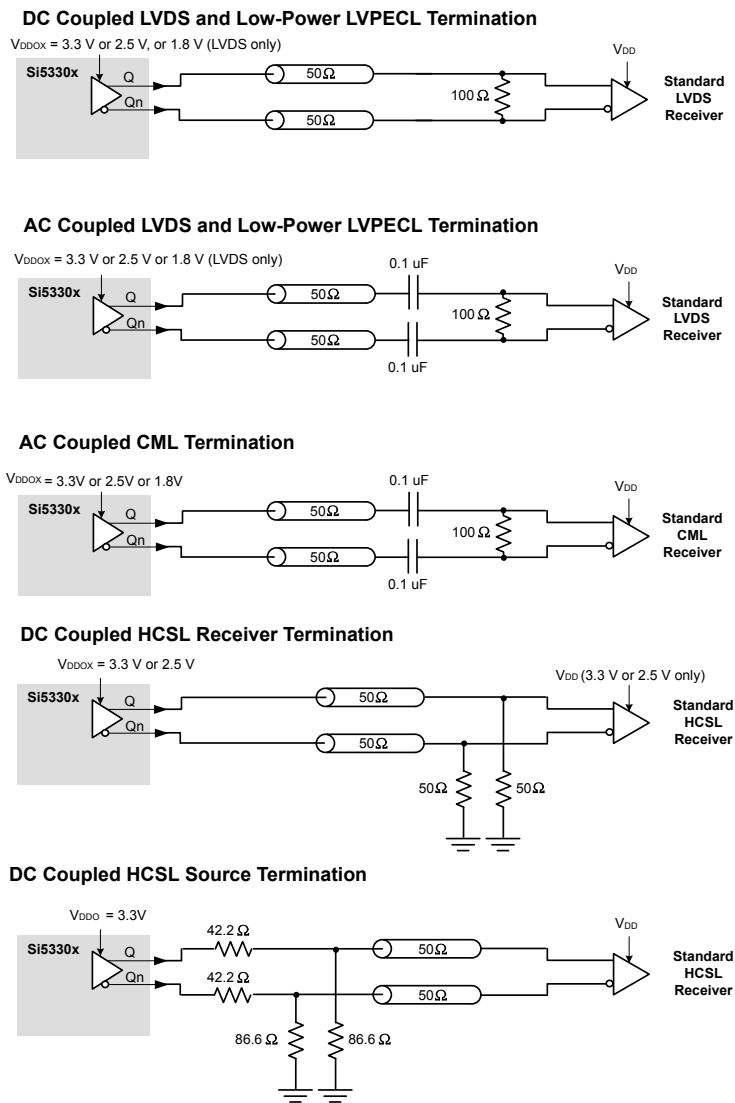 DC Coupled LVDS and Low-Power LVPECL Termination
VDDOX = 3.3 V or 2.5 V, or 1.8 V (LVDS only)
VDD
Si5330x
Q
Qn
50Ω
50Ω
100 Ω
Standard
LVDS
Receiver
AC Coupled LVDS and Low-Power LVPECL Termination
VDDOX = 3.3 V or 2.5 V or 1.8 V (LVDS only)
0.1 uF
VDD
Si5330x
Q
Qn
50Ω
50Ω
100 Ω
0.1 uF
Standard
LVDS
Receiver
AC Coupled CML Termination
VDDOX = 3.3V or 2.5V or 1.8V
0.1 uF
VDD
Si5330x
Q
Qn
50Ω
50Ω
100 Ω
0.1 uF
Standard
CML
Receiver
DC Coupled HCSL Receiver Termination
VDDOX = 3.3 V or 2.5 V
VDD (3.3 V or 2.5 V only)
Si5330x
Q
Qn
50Ω
50Ω
Standard
HCSL
Receiver
50Ω
50Ω
DC Coupled HCSL Source Termination
VDDO = 3.3V
42.2 Ω
VDD
Si5330x
Q
Qn
42.2 Ω
50Ω
50Ω
Standard
HCSL
Receiver
86.6 Ω
86.6 Ω